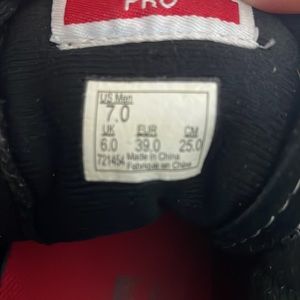 PRO
US Men
7.0
UK EUR CM
6.0 39.0 25.0
721454 Made in China
Fabriqué en Chine